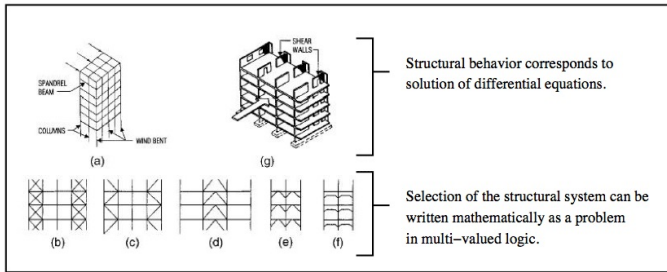 SHEAR
WALLS
Structural behavior corresponds to
solution of differential equations.
SPANDREL
BEAM
COLUMNS
WIND BENT
(a)
(g)
Selection of the structural system can be
written mathematically as a problem
in multi-valued logic.
(b) (c) (d) (e) (f)